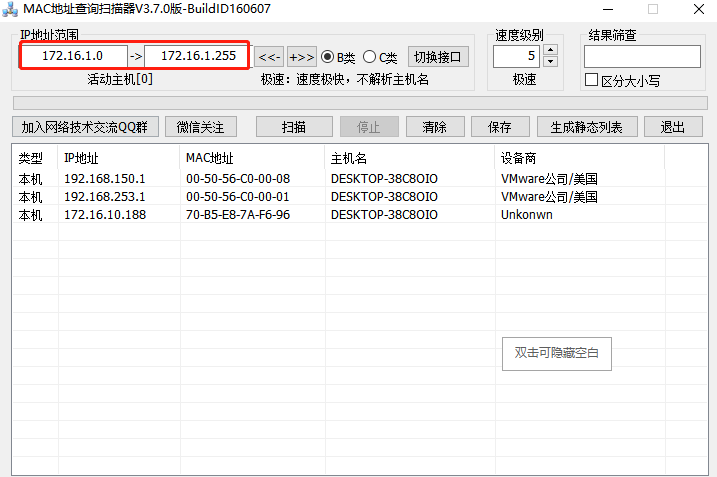 MAC地址查询扫描器V3.7.0版-BuildID160607
IP地址范围 速度级别 结果筛查
172.16.1.0 -> 172.16.1.255 <<- +>> B类 C类 切换接口 5
活动主机[0] 极速：速度极快，不解析主机名 极速 区分大小写
加入网络技术交流QQ群 微信关注 扫描 停止 清除 保存 生成静态列表 退出
类型 IP地址 MAC地址 主机名 设备商
本机 192.168.150.1 00-50-56-C0-00-08 DESKTOP-38C8OIO VMware公司/美国
本机 192.168.253.1 00-50-56-C0-00-01 DESKTOP-38C8OIO VMware公司/美国
本机 172.16.10.188 70-B5-E8-7A-F6-96 DESKTOP-38C8OIO Unkonwn
双击可隐藏空白